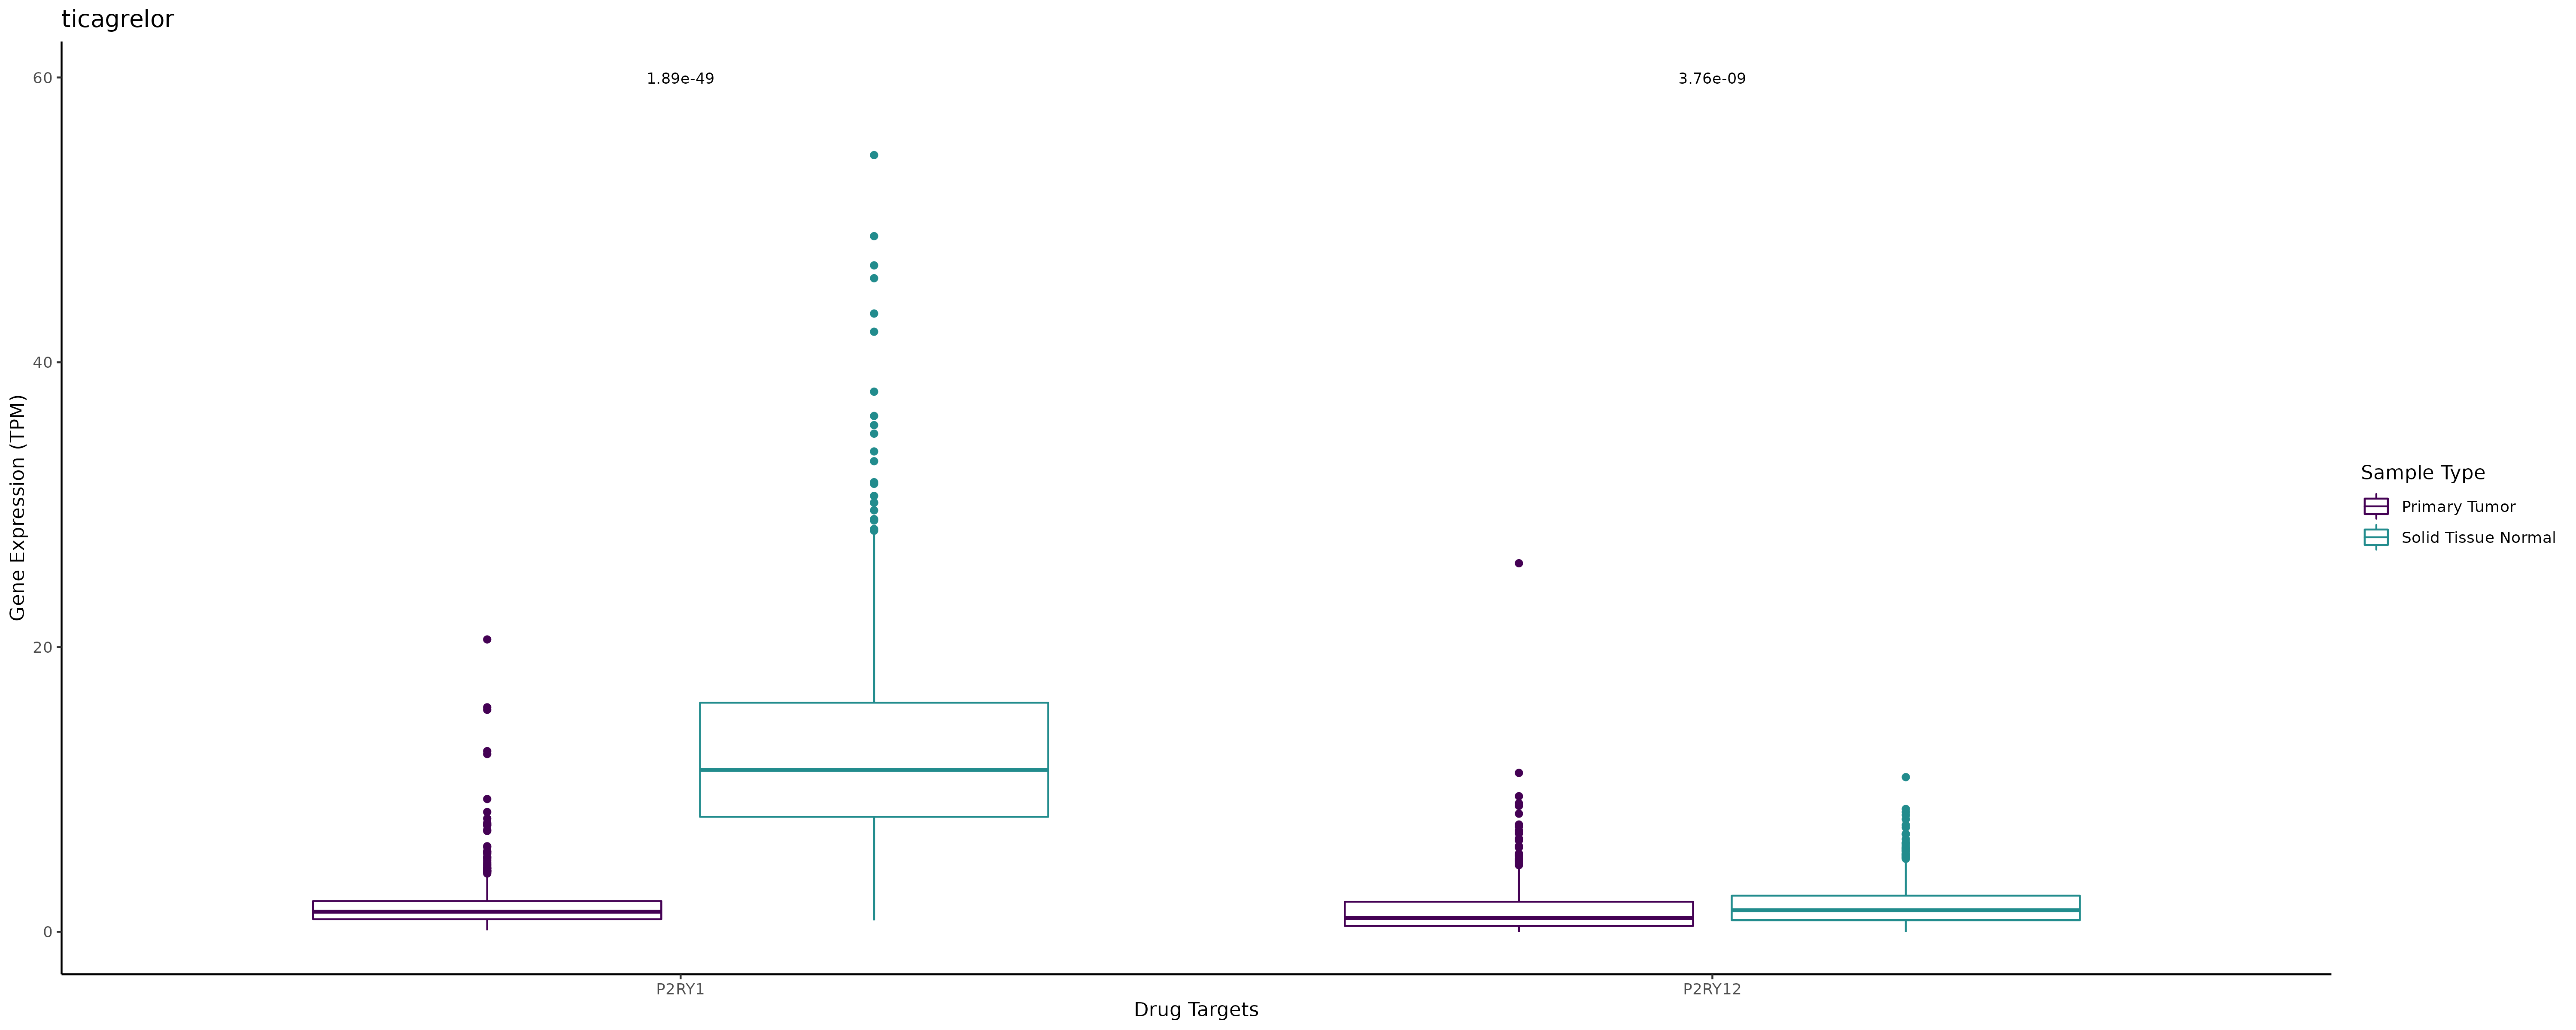 ticagrelor
60
40
20
0
Gene Expression (TPM)
1.89e-49
3.76e-09
P2RY1
P2RY12
Drug Targets
Sample Type
Primary Tumor
Solid Tissue Normal